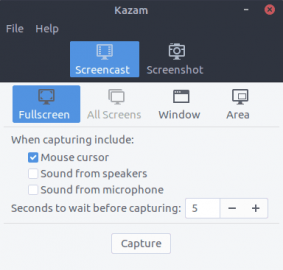 Kazam
File Help
Screencast Screenshot
Fullscreen All Screens Window Area
When capturing include:
Mouse cursor
Sound from speakers
Sound from microphone
Seconds to wait before capturing: 5 − +
Capture